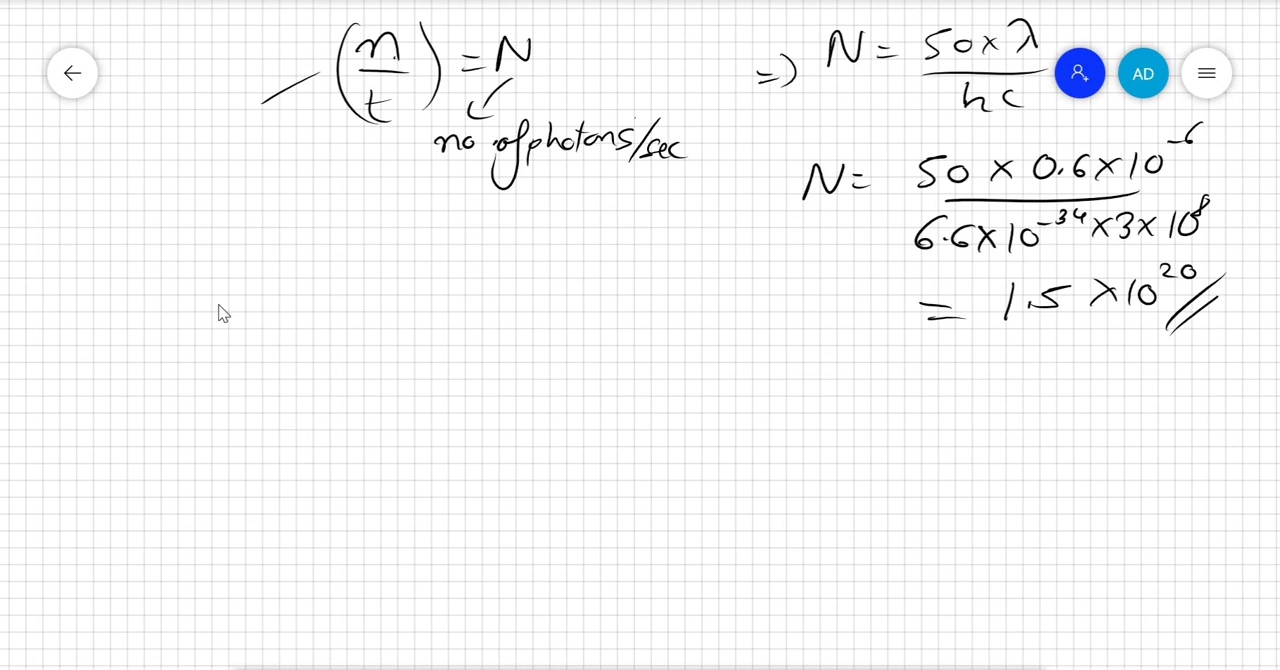 (n/t) = N
no of photons/sec
=> N = 50 × λ / hc
AD
N = 50 × 0.6 × 10^-6 / 6.6 × 10^-34 × 3 × 10^8
= 1.5 × 10^20